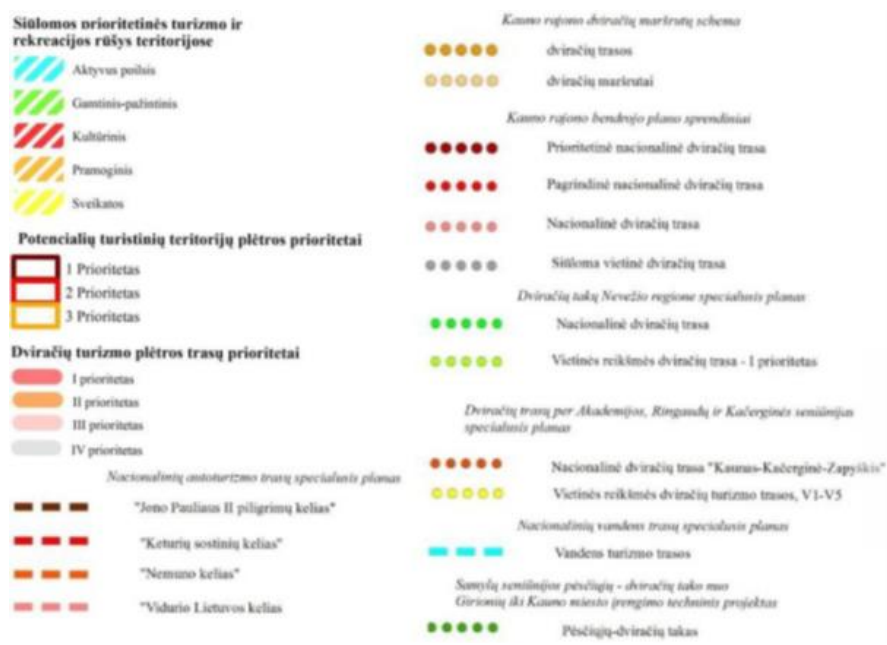 Siūlomos prioritetinės turizmo ir
rekreacijos rūšys teritorijose
Aktyvus poilsis
Gamtinis-pažintinis
Kultūrinis
Pramoginis
Sveikatos
Potencialių turistinių teritorijų plėtros prioritetai
1 Prioritetas
2 Prioritetas
3 Prioritetas
Dviračių turizmo plėtros trasų prioritetai
I prioritetas
II prioritetas
III prioritetas
IV prioritetas
Nacionalinių autoturizmo trasų specialusis planas
"Jono Pauliaus II piligrimų kelias"
"Keturių sostinių kelias"
"Nemuno kelias"
"Vidurio Lietuvos kelias
Kauno rajono dviračių maršrutų schema
dviračių trasos
dviračių maršrutai
Kauno rajono bendrojo plano sprendiniai
Prioritetinė nacionalinė dviračių trasa
Pagrindinė nacionalinė dviračių trasa
Nacionalinė dviračių trasa
Siūloma vietinė dviračių trasa
Dviračių takų Nevėžio regione specialusis planas
Nacionalinė dviračių trasa
Vietinės reikšmės dviračių trasa - I prioritetas
Dviračių trasų per Akademijos, Ringaudų ir Kačerginės seniūnijas
specialusis planas
Nacionalinė dviračių trasa "Kaunas-Kačerginė-Zapyškis"
Vietinės reikšmės dviračių turizmo trasos, V1-V5
Nacionalinių vandens trasų specialusis planas
Vandens turizmo trasos
Samylų seniūnijos pėsčiųjų - dviračių tako nuo
Girionių iki Kauno miesto įrengimo techninis projektas
Pėsčiųjų-dviračių takas